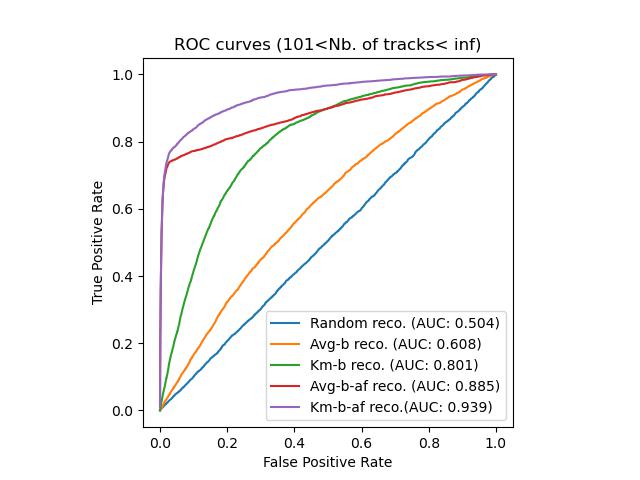 ROC curves (101<Nb. of tracks< inf)
True Positive Rate
1.0
0.8
0.6
0.4
0.2
0.0
Random reco. (AUC: 0.504)
Avg-b reco. (AUC: 0.608)
Km-b reco. (AUC: 0.801)
Avg-b-af reco. (AUC: 0.885)
Km-b-af reco.(AUC: 0.939)
0.0 0.2 0.4 0.6 0.8 1.0
False Positive Rate